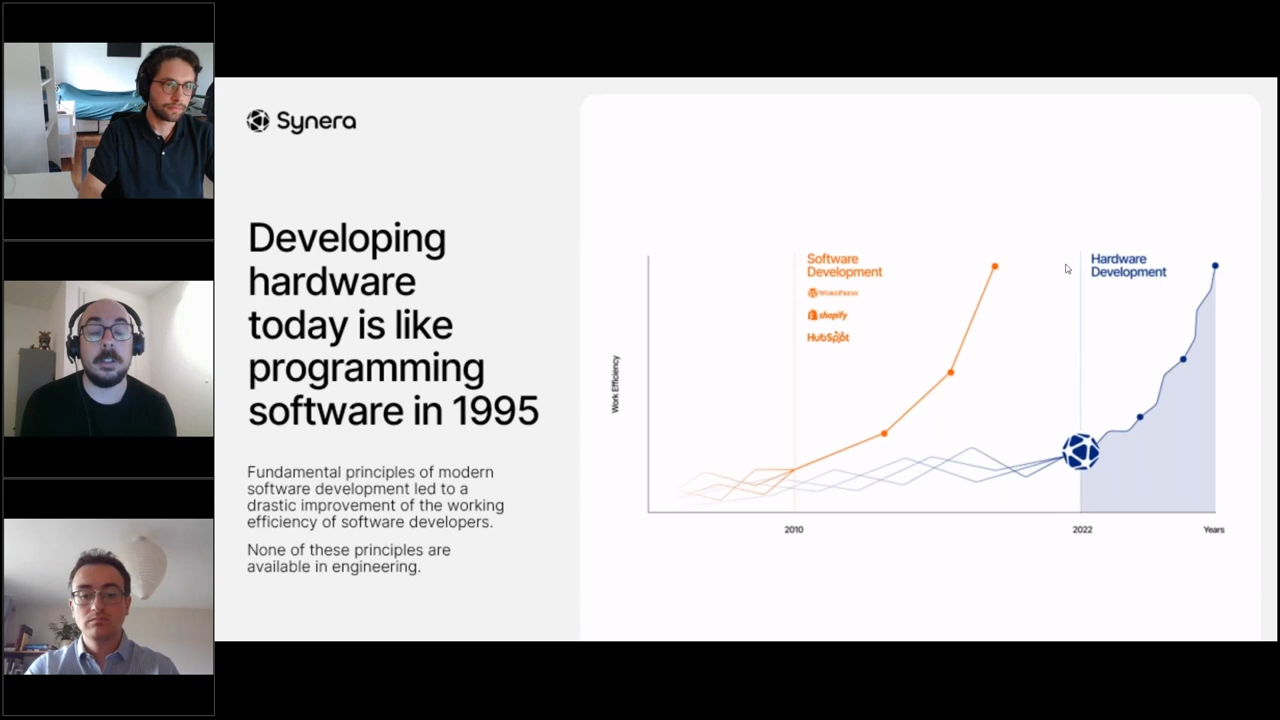 Synera
Developing
hardware
today is like
programming
software in 1995
Fundamental principles of modern
software development led to a
drastic improvement of the working
efficiency of software developers.
None of these principles are
available in engineering.
Work Efficiency
Software
Development
WORDPRESS
shopify
HubSpot
Hardware
Development
2010
2022
Years